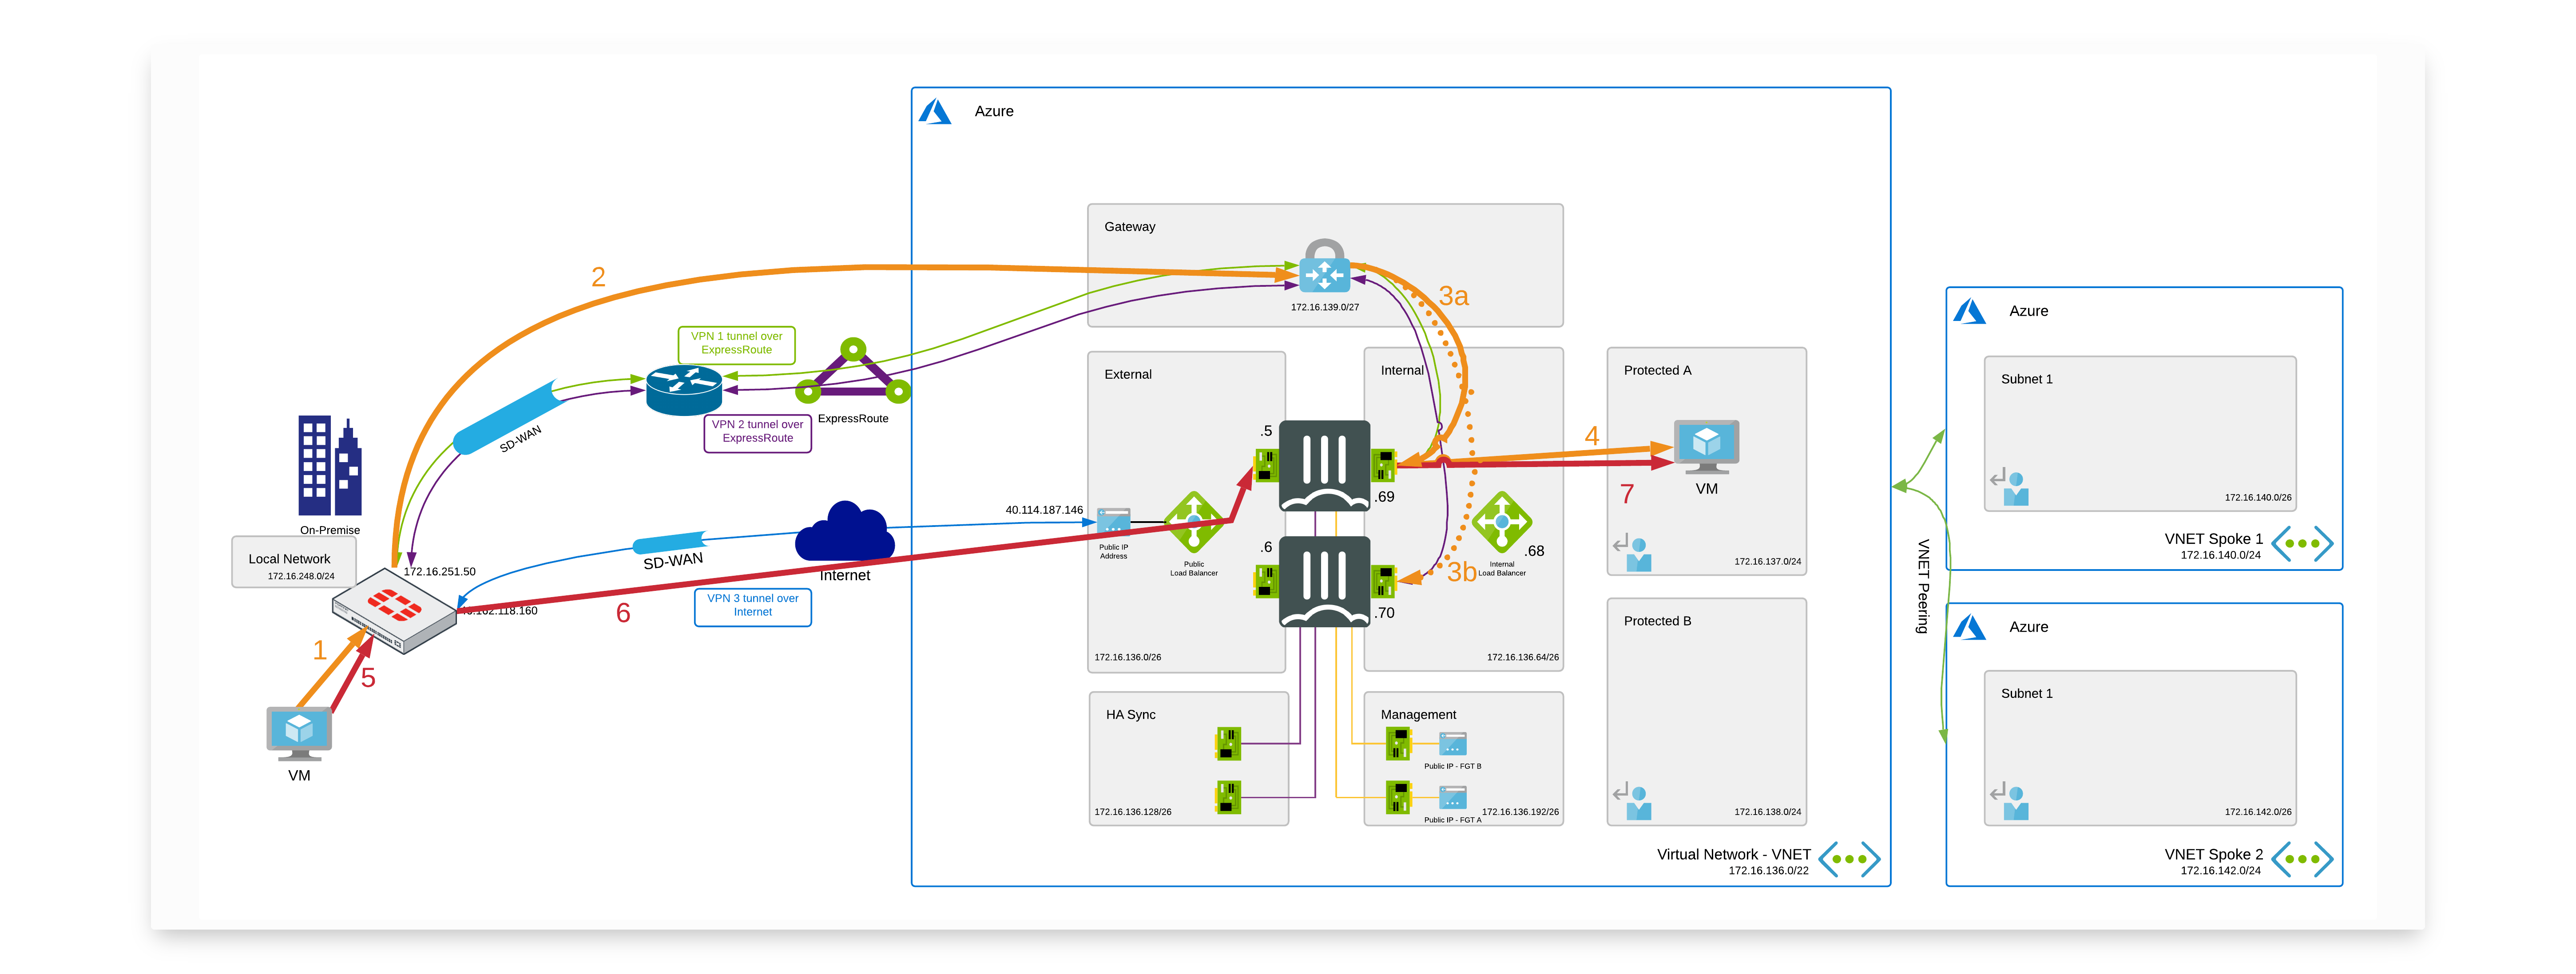 Azure
Gateway
172.16.139.0/27
2
3a
VPN 1 tunnel over
ExpressRoute
VPN 2 tunnel over
ExpressRoute
ExpressRoute
SD-WAN
On-Premise
Local Network
172.16.248.0/24
172.16.251.50
.162.118.160
SD-WAN
Internet
VPN 3 tunnel over
Internet
6
1
5
VM
40.114.187.146
External
Public IP
Address
Public
Load Balancer
172.16.136.0/26
.5
.6
Internal
.69
.70
3b
.68
Internal
Load Balancer
172.16.136.64/26
HA Sync
172.16.136.128/26
Management
Public IP - FGT B
Public IP - FGT A
172.16.136.192/26
Protected A
4
7
VM
172.16.137.0/24
Protected B
172.16.138.0/24
Virtual Network - VNET
172.16.136.0/22
VNET Peering
Azure
Subnet 1
172.16.140.0/26
VNET Spoke 1
172.16.140.0/24
Azure
Subnet 1
172.16.142.0/26
VNET Spoke 2
172.16.142.0/24